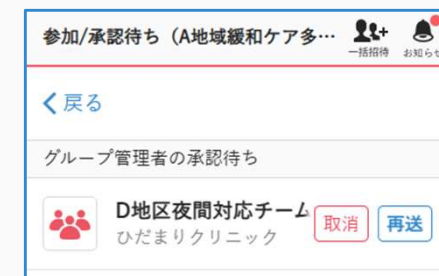 参加/承認待ち（A地域緩和ケア多…
一括招待
お知らせ
戻る
グループ管理者の承認待ち
D地区夜間対応チーム
ひだまりクリニック
取消
再送